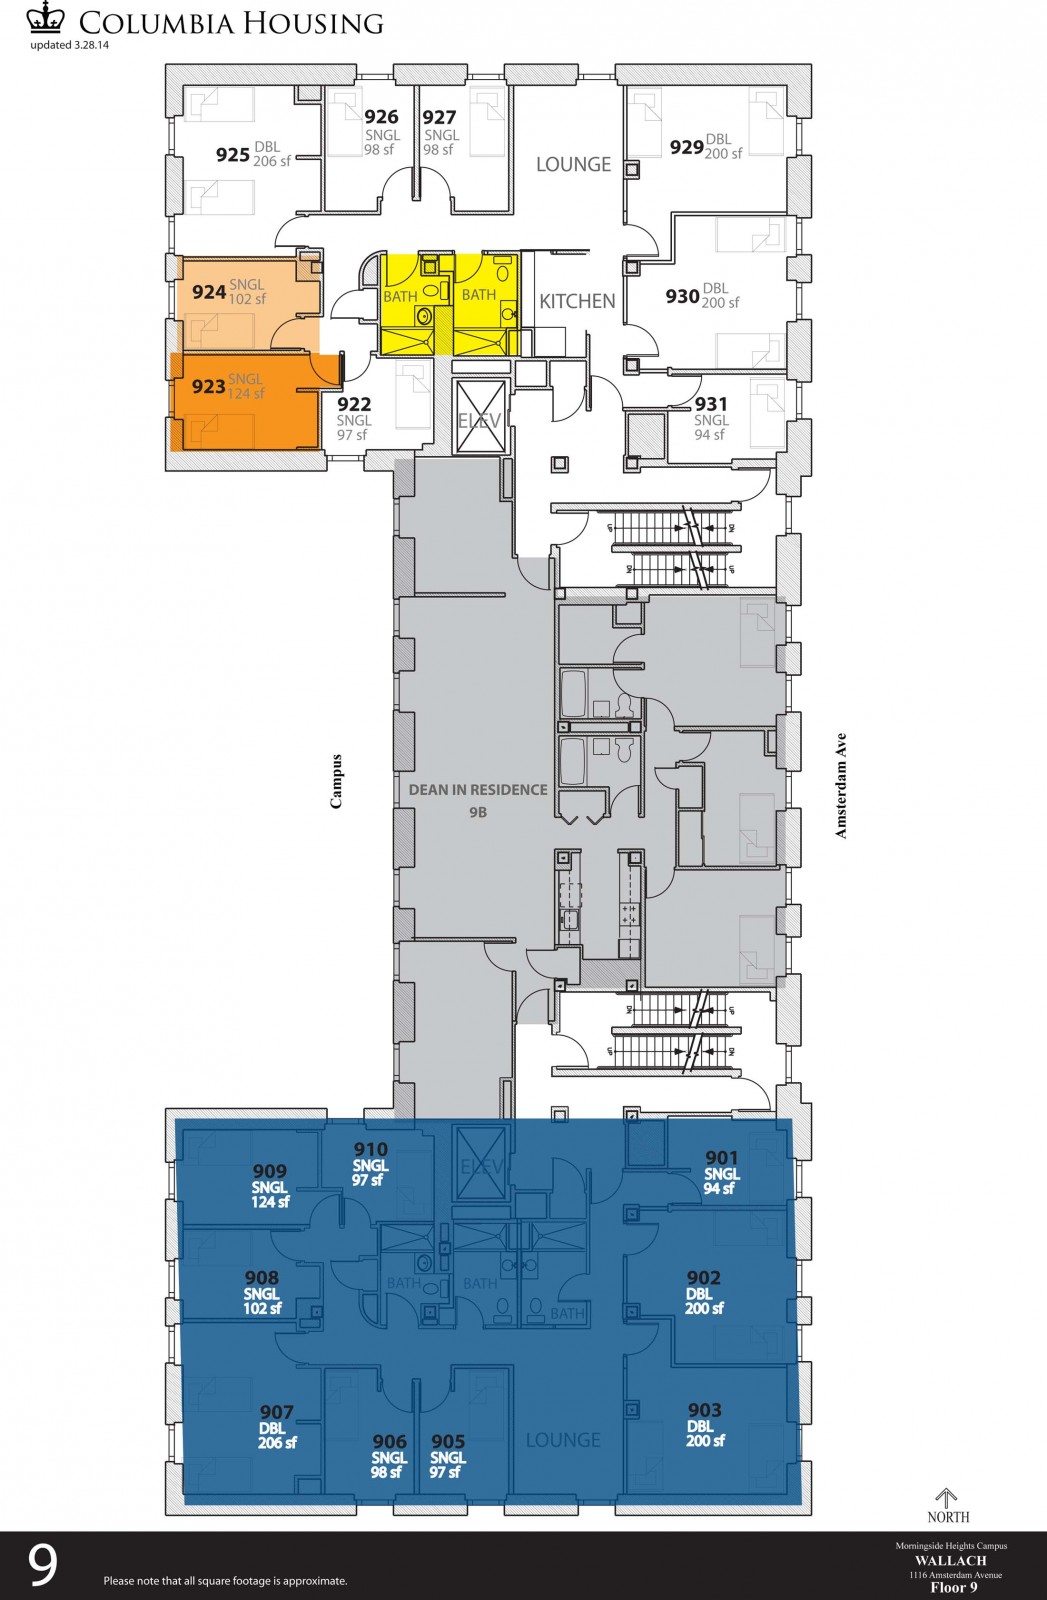 COLUMBIA HOUSING
updated 3.28.14
925 DBL
206 sf
926
SNGL
98 sf
927
SNGL
98 sf
LOUNGE
929 DBL
200 sf
924 SNGL
102 sf
BATH
BATH
KITCHEN
930 DBL
200 sf
923 SNGL
124 sf
922
SNGL
97 sf
ELEV
931
SNGL
94 sf
UP
DN
DN
UP
Campus
DEAN IN RESIDENCE
9B
Amsterdam Ave
DN
UP
UP
DN
909
SNGL
124 sf
910
SNGL
97 sf
ELEV
901
SNGL
94 sf
908
SNGL
102 sf
BATH
BATH
BATH
902
DBL
200 sf
907
DBL
206 sf
906
SNGL
98 sf
905
SNGL
97 sf
LOUNGE
903
DBL
200 sf
NORTH
9
Please note that all square footage is approximate.
Morningside Heights Campus
WALLACH
1116 Amsterdam Avenue
Floor 9